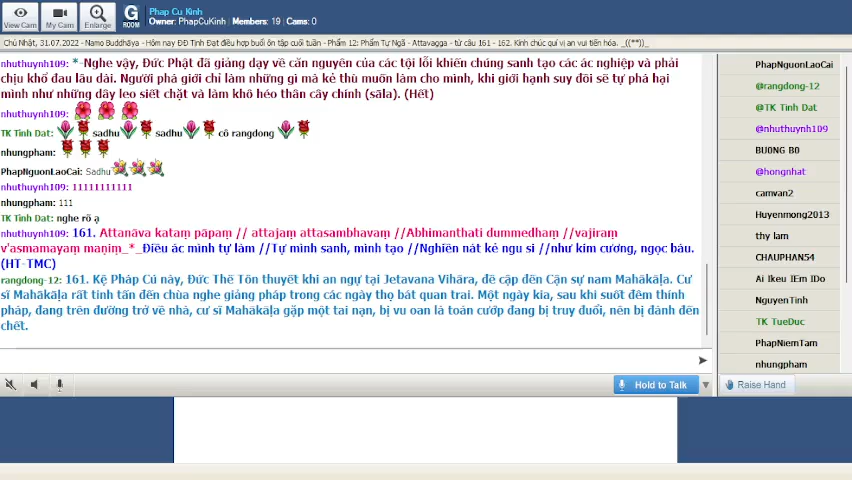 Phap Cu Kinh
Owner: PhapCuKinh | Members: 19 | Cams: 0
View Cam
My Cam
Enlarge
G
ROOM
Chủ Nhật, 31.07.2022 - Namo Buddhāya - Hôm nay ĐĐ Tịnh Đạt điều hợp buổi ôn tập cuối tuần - Phẩm 12: Phẩm Tự Ngã - Attavagga - từ câu 161 - 162. Kính chúc quí vị an vui tiến hóa. _((**))_
nhuthuynh109: *-Nghe vậy, Đức Phật đã giảng dạy về căn nguyên của các tội lỗi khiến chúng sanh tạo các ác nghiệp và phải
chịu khổ đau lâu dài. Người phá giới chỉ làm những gì mà kẻ thù muốn làm cho mình, khi giới hạnh suy đồi sẽ tự phá hại
mình như những dây leo siết chặt và làm khô héo thân cây chính (sāla). (Hết)
nhuthuynh109:
TK Tinh Dat: sadhu sadhu cô rangdong
nhungpham:
PhapNguonLaoCai: Sadhu
nhuthuynh109: 11111111111
nhungpham: 111
TK Tinh Dat: nghe rõ ạ
nhuthuynh109: 161. Attanāva kataṃ pāpaṃ // attajaṃ attasambhavaṃ //Abhimanthati dummedhaṃ //vajiraṃ
v'asmamayaṃ maṇiṃ_*_Điều ác mình tự làm //Tự mình sanh, mình tạo //Nghiền nát kẻ ngu si //như kim cương, ngọc báu.
(HT-TMC)
rangdong-12: 161. Kệ Pháp Cú này, Đức Thế Tôn thuyết khi an ngự tại Jetavana Vihāra, đề cập đến Cận sự nam Mahākāḷa. Cư
sĩ Mahākāḷa rất tinh tấn đến chùa nghe giảng pháp trong các ngày thọ bát quan trai. Một ngày kia, sau khi suốt đêm thính
pháp, đang trên đường trở về nhà, cư sĩ Mahākāḷa gặp một tai nạn, bị vu oan là toán cướp đang bị truy đuổi, nên bị đánh đến
chết.
Hold to Talk
Raise Hand
PhapNguonLaoCai
@rangdong-12
@TK Tinh Dat
@nhuthuynh109
BU0NG B0
@hongnhat
camvan2
Huyenmong2013
thy lam
CHAUPHAN54
Ai lkeu lEm lDo
NguyenTinh
TK TueDuc
PhapNiemTam
nhungpham